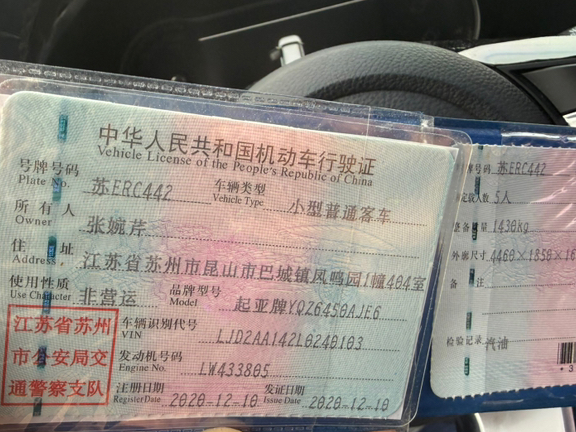 中华人民共和国机动车行驶证
Vehicle License of the People's Republic of China
号牌号码 苏ERC442 车辆类型 小型普通客车
Plate No. Vehicle Type
所有人 张婉芹
Owner
住址 江苏省苏州市昆山市巴城镇凤鸣园1幢404室
Address
使用性质 非营运 品牌型号 起亚牌YQZ6450AJE6
Use Character Model
江苏省苏州
市公安局交
通警察支队
车辆识别代号 LJD2AA142L0240103
VIN
发动机号码 LW433805
Engine No.
注册日期 2020-12-10 发证日期 2020-12-10
Register Date Issue Date
牌号码 苏ERC442
定载人数 5人
备 量 1430kg
外廓尺寸 4460×1850×16
备 注
检验记录 汽油